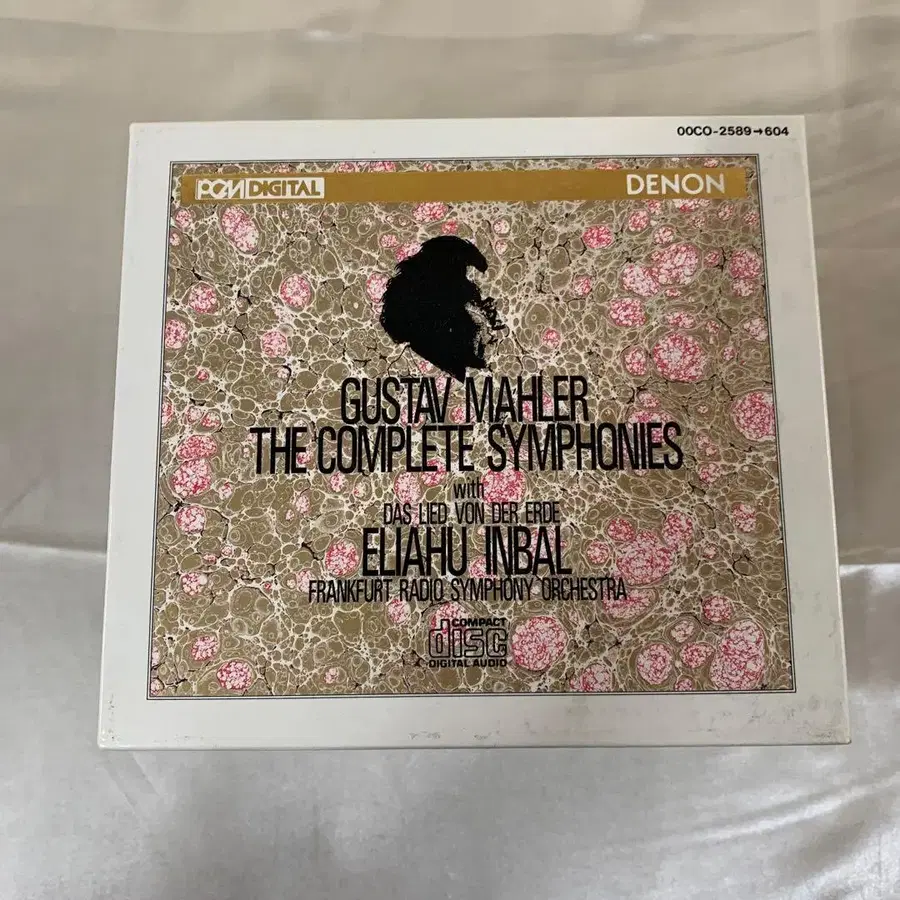 00CO-2589→604
PCM DIGITAL
DENON
GUSTAV MAHLER
THE COMPLETE SYMPHONIES
with
DAS LIED VON DER ERDE
ELIAHU INBAL
FRANKFURT RADIO SYMPHONY ORCHESTRA
COMPACT
disc
DIGITAL AUDIO